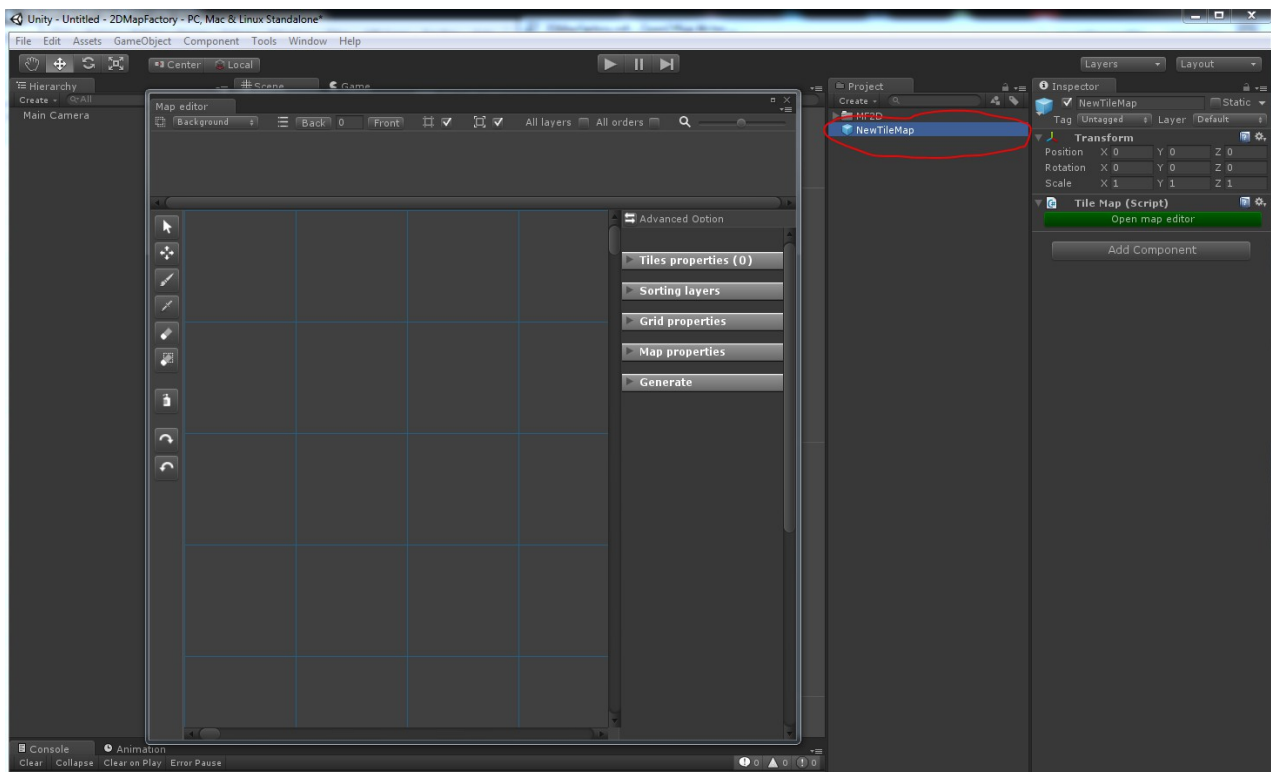 Unity - Untitled - 2DMapFactory - PC, Mac & Linux Standalone*
File Edit Assets GameObject Component Tools Window Help
Center Local Layers Layout
Hierarchy Scene Game Project Inspector
Create All Map editor Create NewTileMap Static
Main Camera Background Back 0 Front All layers All orders MF2D Tag Untagged Layer Default
NewTileMap Transform
Position X 0 Y 0 Z 0
Rotation X 0 Y 0 Z 0
Scale X 1 Y 1 Z 1
Tile Map (Script)
Advanced Option Open map editor
Add Component
Tiles properties (0)
Sorting layers
Grid properties
Map properties
Generate
Console Animation
Clear Collapse Clear on Play Error Pause 0 0 0